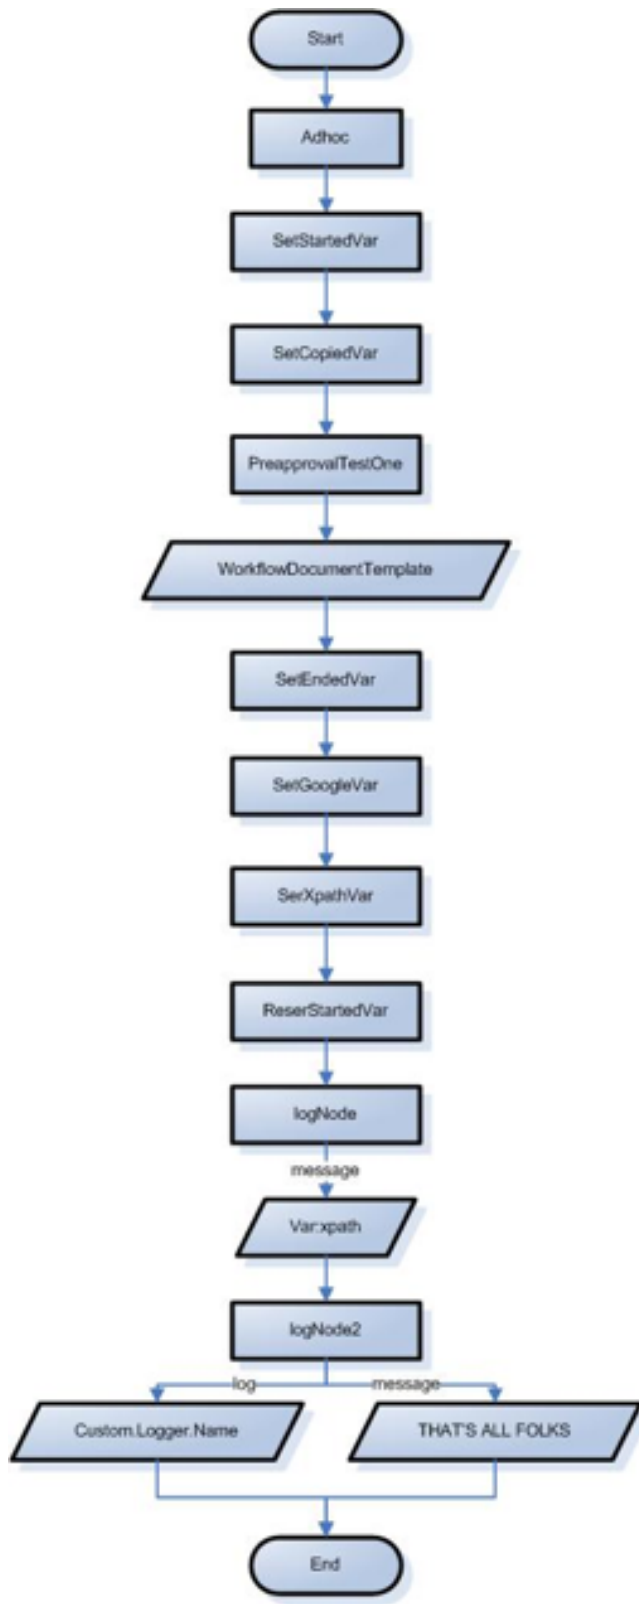 Start
Adhoc
SetStartedVar
SetCopiedVar
PreapprovalTestOne
WorkflowDocumentTemplate
SetEndedVar
SetGoogleVar
SerXpathVar
ReserStartedVar
logNode
message
Var:xpath
logNode2
log message
Custom.Logger.Name THAT'S ALL FOLKS
End